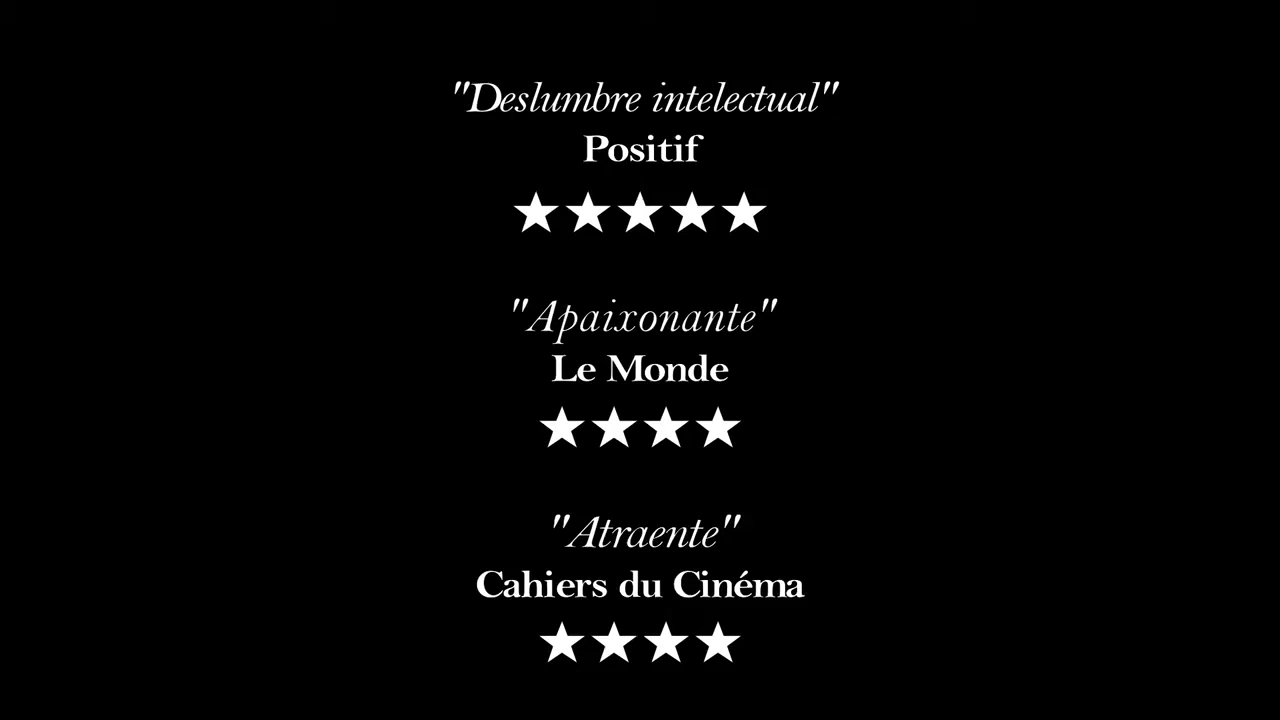 "Deslumbre intelectual"
Positif
★★★★★
"Apaixonante"
Le Monde
★★★★
"Atraente"
Cahiers du Cinéma
★★★★